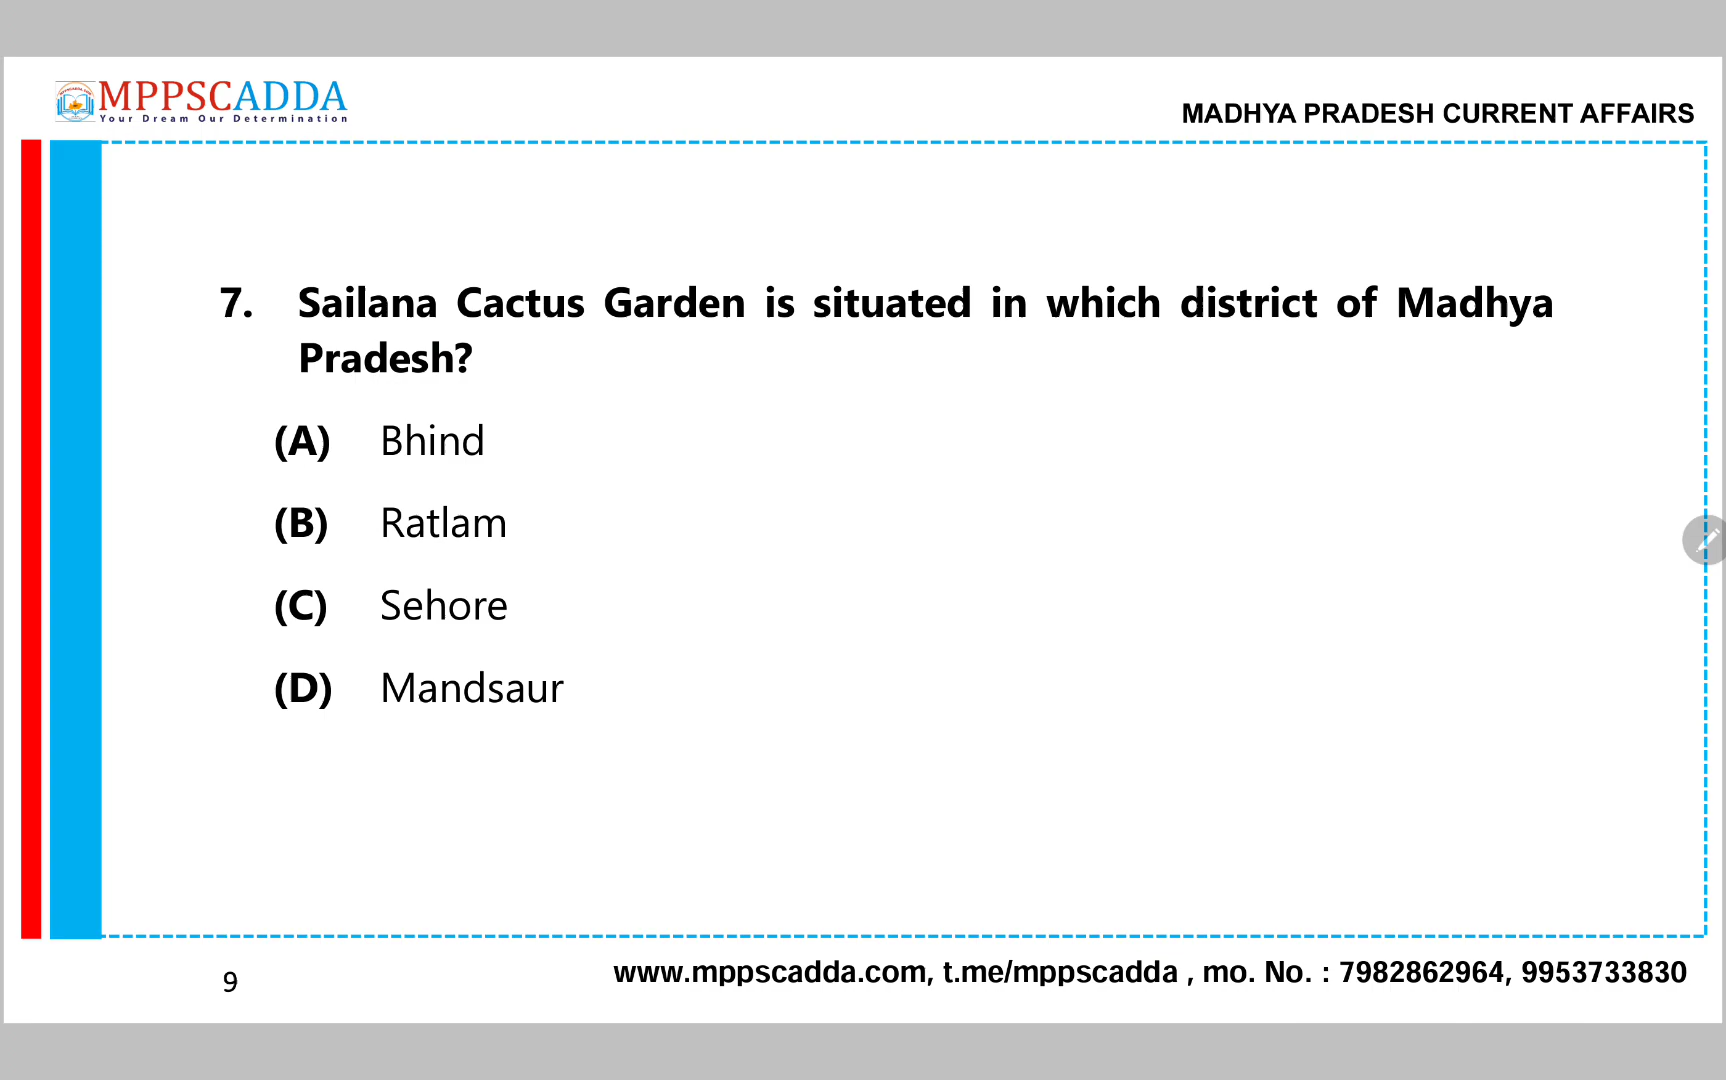 MPPSCADDA
Your Dream Our Determination
MADHYA PRADESH CURRENT AFFAIRS
7. Sailana Cactus Garden is situated in which district of Madhya
Pradesh?
(A) Bhind
(B) Ratlam
(C) Sehore
(D) Mandsaur
9
www.mppscadda.com, t.me/mppscadda , mo. No. : 7982862964, 9953733830